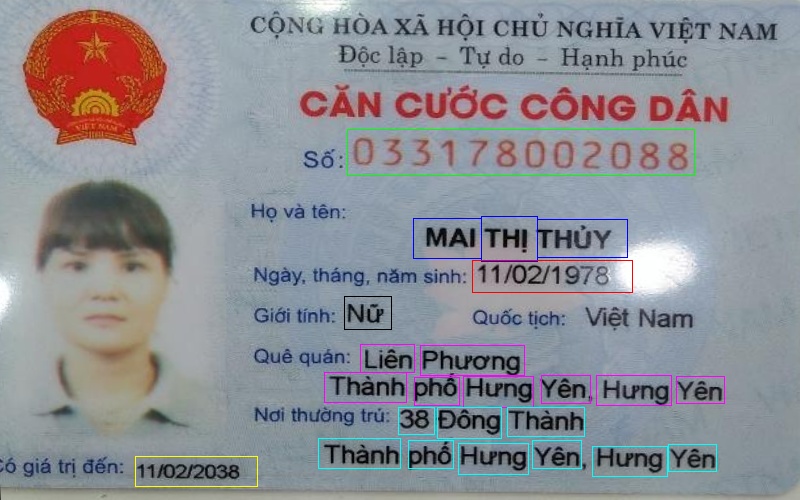 CỘNG HÒA XÃ HỘI CHỦ NGHĨA VIỆT NAM
Độc lập - Tự do - Hạnh phúc
CĂN CƯỚC CÔNG DÂN
VIỆT NAM
Số: 033178002088
Họ và tên:
MAI THỊ THỦY
Ngày, tháng, năm sinh: 11/02/1978
Giới tính: Nữ Quốc tịch: Việt Nam
Quê quán: Liên Phương
Thành phố Hưng Yên, Hưng Yên
Nơi thường trú: 38 Đông Thành
Thành phố Hưng Yên, Hưng Yên
Có giá trị đến: 11/02/2038